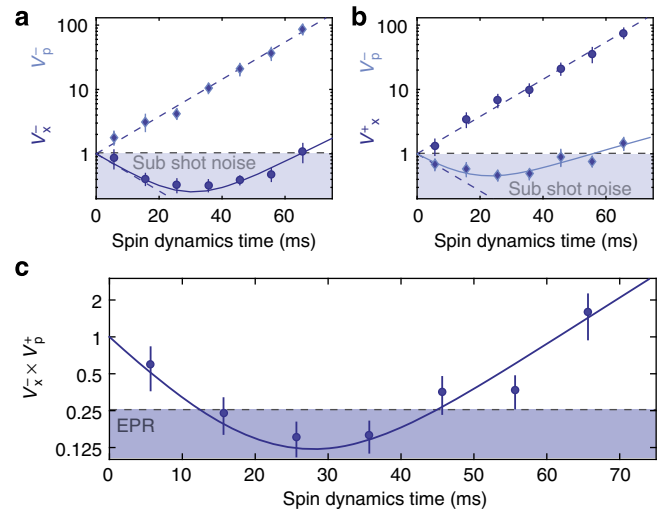 a
100
10
1
V⁻ₓ V⁻ₚ
Sub shot noise
0 20 40 60
Spin dynamics time (ms)
b
100
10
1
V⁺ₓ V⁻ₚ
Sub shot noise
0 20 40 60
Spin dynamics time (ms)
c
2
1
0.5
0.25
0.125
V⁻ₓ × V⁺ₚ
EPR
0 10 20 30 40 50 60 70
Spin dynamics time (ms)